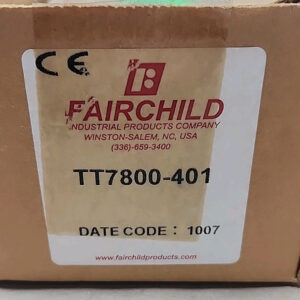 CE
FAIRCHILD
INDUSTRIAL PRODUCTS COMPANY
WINSTON-SALEM, NC, USA
(336)-659-3400
TT7800-401
DATE CODE : 1007
www.fairchildproducts.com